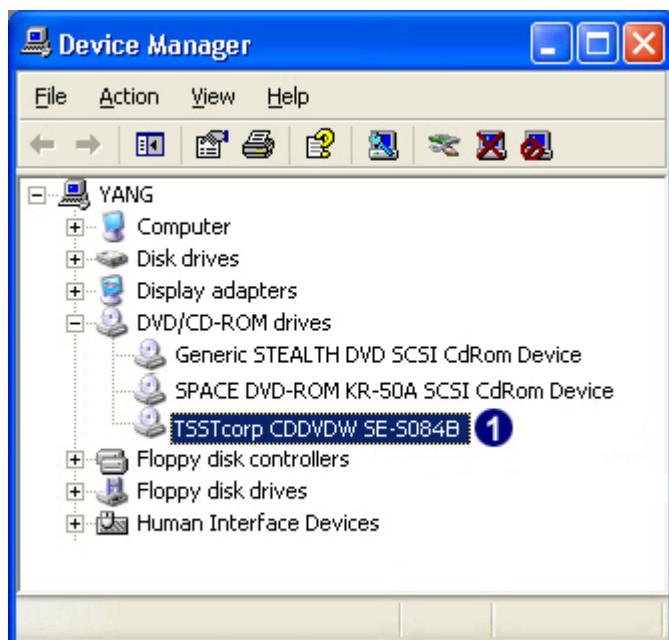 Device Manager
File Action View Help
YANG
Computer
Disk drives
Display adapters
DVD/CD-ROM drives
Generic STEALTH DVD SCSI CdRom Device
SPACE DVD-ROM KR-50A SCSI CdRom Device
TSSTcorp CDDVDW SE-S084B 1
Floppy disk controllers
Floppy disk drives
Human Interface Devices